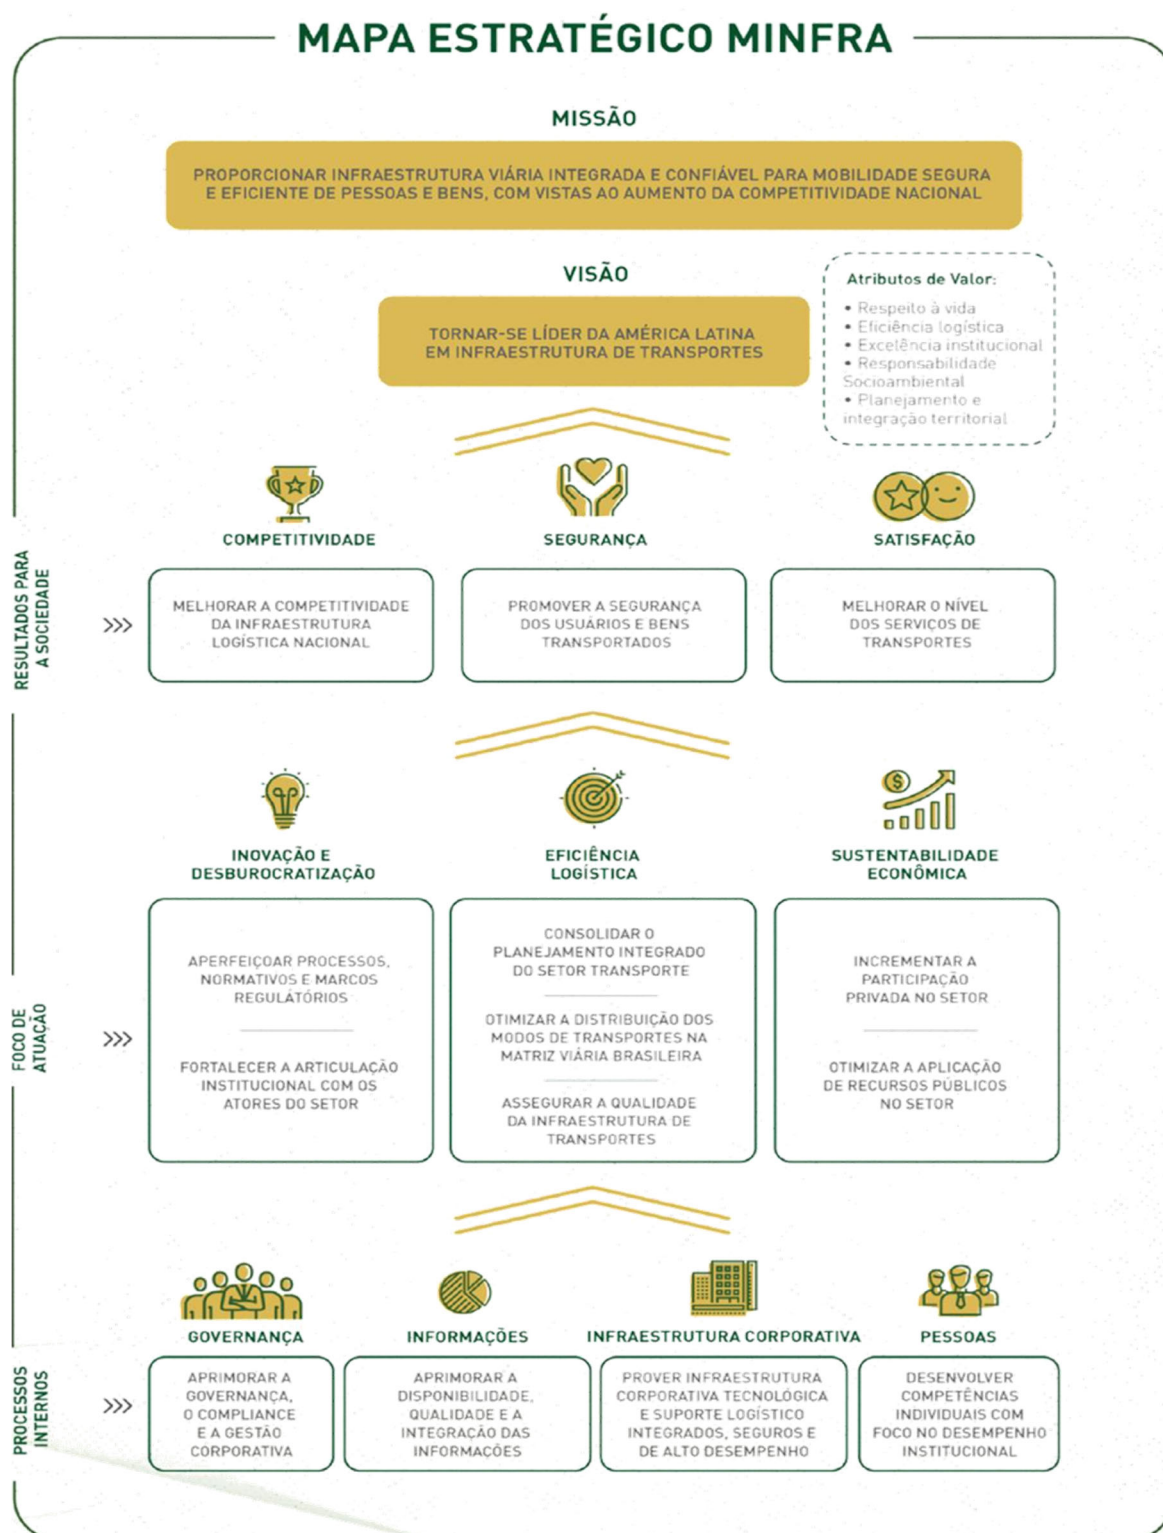 MAPA ESTRATÉGICO MINFRA
MISSÃO
PROPORCIONAR INFRAESTRUTURA VIÁRIA INTEGRADA E CONFIÁVEL PARA MOBILIDADE SEGURA
E EFICIENTE DE PESSOAS E BENS, COM VISTAS AO AUMENTO DA COMPETITIVIDADE NACIONAL
VISÃO
TORNAR-SE LÍDER DA AMÉRICA LATINA
EM INFRAESTRUTURA DE TRANSPORTES
Atributos de Valor:
• Respeito à vida
• Eficiência logística
• Excelência institucional
• Responsabilidade
Socioambiental
• Planejamento e
integração territorial
RESULTADOS PARA
A SOCIEDADE
>>>
COMPETITIVIDADE
MELHORAR A COMPETITIVIDADE
DA INFRAESTRUTURA
LOGÍSTICA NACIONAL
SEGURANÇA
PROMOVER A SEGURANÇA
DOS USUÁRIOS E BENS
TRANSPORTADOS
SATISFAÇÃO
MELHORAR O NÍVEL
DOS SERVIÇOS DE
TRANSPORTES
FOCO DE
ATUAÇÃO
>>>
INOVAÇÃO E
DESBUROCRATIZAÇÃO
APERFEIÇOAR PROCESSOS,
NORMATIVOS E MARCOS
REGULATÓRIOS
FORTALECER A ARTICULAÇÃO
INSTITUCIONAL COM OS
ATORES DO SETOR
EFICIÊNCIA
LOGÍSTICA
CONSOLIDAR O
PLANEJAMENTO INTEGRADO
DO SETOR TRANSPORTE
OTIMIZAR A DISTRIBUIÇÃO DOS
MODOS DE TRANSPORTES NA
MATRIZ VIÁRIA BRASILEIRA
ASSEGURAR A QUALIDADE
DA INFRAESTRUTURA DE
TRANSPORTES
$
SUSTENTABILIDADE
ECONÔMICA
INCREMENTAR A
PARTICIPAÇÃO
PRIVADA NO SETOR
OTIMIZAR A APLICAÇÃO
DE RECURSOS PÚBLICOS
NO SETOR
PROCESSOS
INTERNOS
>>>
GOVERNANÇA
APRIMORAR A
GOVERNANÇA,
O COMPLIANCE
E A GESTÃO
CORPORATIVA
INFORMAÇÕES
APRIMORAR A
DISPONIBILIDADE,
QUALIDADE E A
INTEGRAÇÃO DAS
INFORMAÇÕES
INFRAESTRUTURA CORPORATIVA
PROVER INFRAESTRUTURA
CORPORATIVA TECNOLÓGICA
E SUPORTE LOGÍSTICO
INTEGRADOS, SEGUROS E
DE ALTO DESEMPENHO
PESSOAS
DESENVOLVER
COMPETÊNCIAS
INDIVIDUAIS COM
FOCO NO DESEMPENHO
INSTITUCIONAL